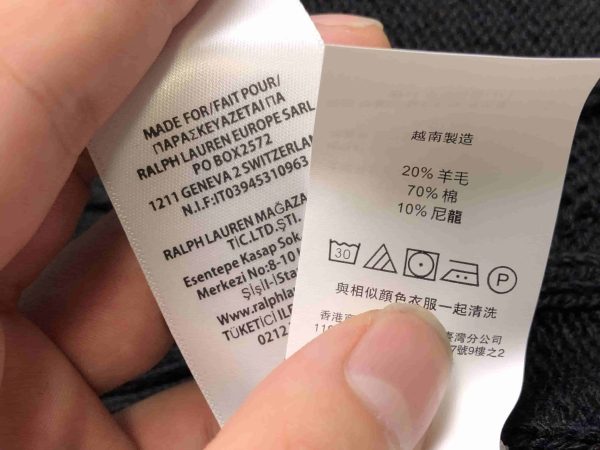 MADE FOR/FAIT POUR/
ΠΑΡΑΣΚΕΥΑΖΕΤΑΙ ΓΙΑ
RALPH LAUREN EUROPE SARL
PO BOX2572
1211 GENEVA 2 SWITZERLAN
N.I.F:IT03945310963
RALPH LAUREN MAĞAZA
TİC.LTD.ŞTİ.
Esentepe Kasap Sok.
Merkezi No:8-10
Şişli-İsta
Www.ralphla
TÜKETİCİ İLE
0212
越南製造
20% 羊毛
70% 棉
10% 尼龍
30
P
與相似顏色衣服一起清洗
香港 臺灣分公司
110 7號9樓之2